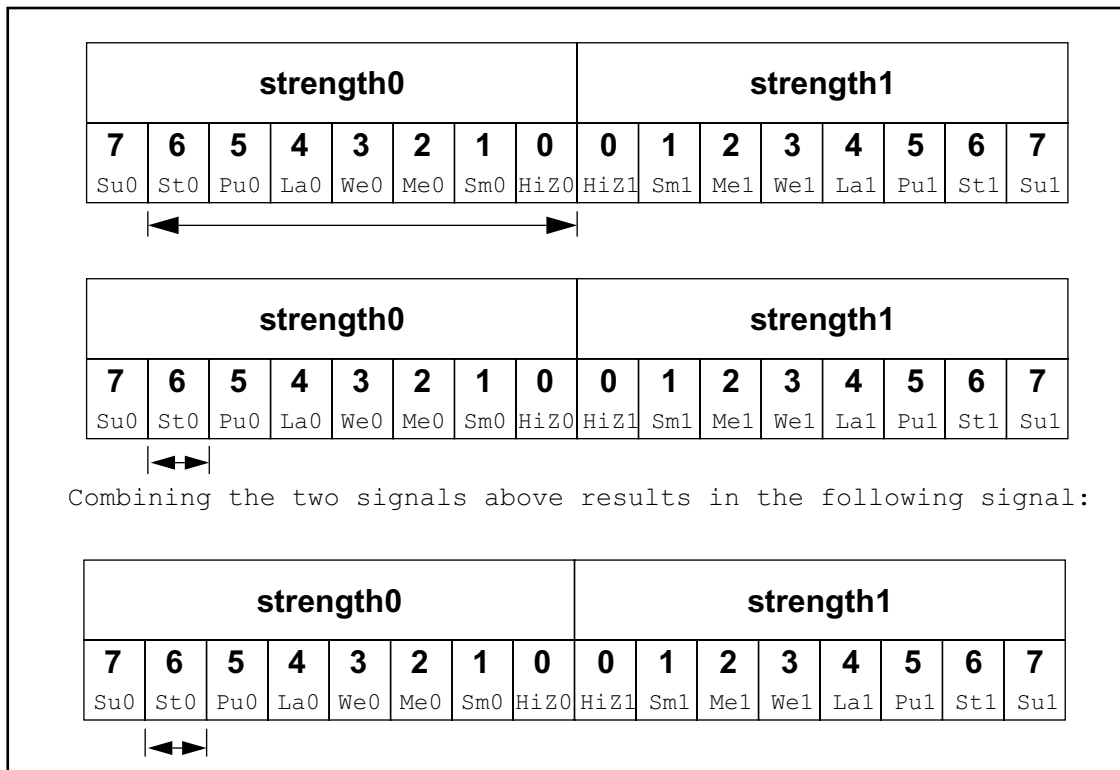 strength0 strength1
7 6 5 4 3 2 1 0 0 1 2 3 4 5 6 7
Su0 St0 Pu0 La0 We0 Me0 Sm0 HiZ0 HiZ1 Sm1 Me1 We1 La1 Pu1 St1 Su1
strength0 strength1
7 6 5 4 3 2 1 0 0 1 2 3 4 5 6 7
Su0 St0 Pu0 La0 We0 Me0 Sm0 HiZ0 HiZ1 Sm1 Me1 We1 La1 Pu1 St1 Su1
Combining the two signals above results in the following signal:
strength0 strength1
7 6 5 4 3 2 1 0 0 1 2 3 4 5 6 7
Su0 St0 Pu0 La0 We0 Me0 Sm0 HiZ0 HiZ1 Sm1 Me1 We1 La1 Pu1 St1 Su1